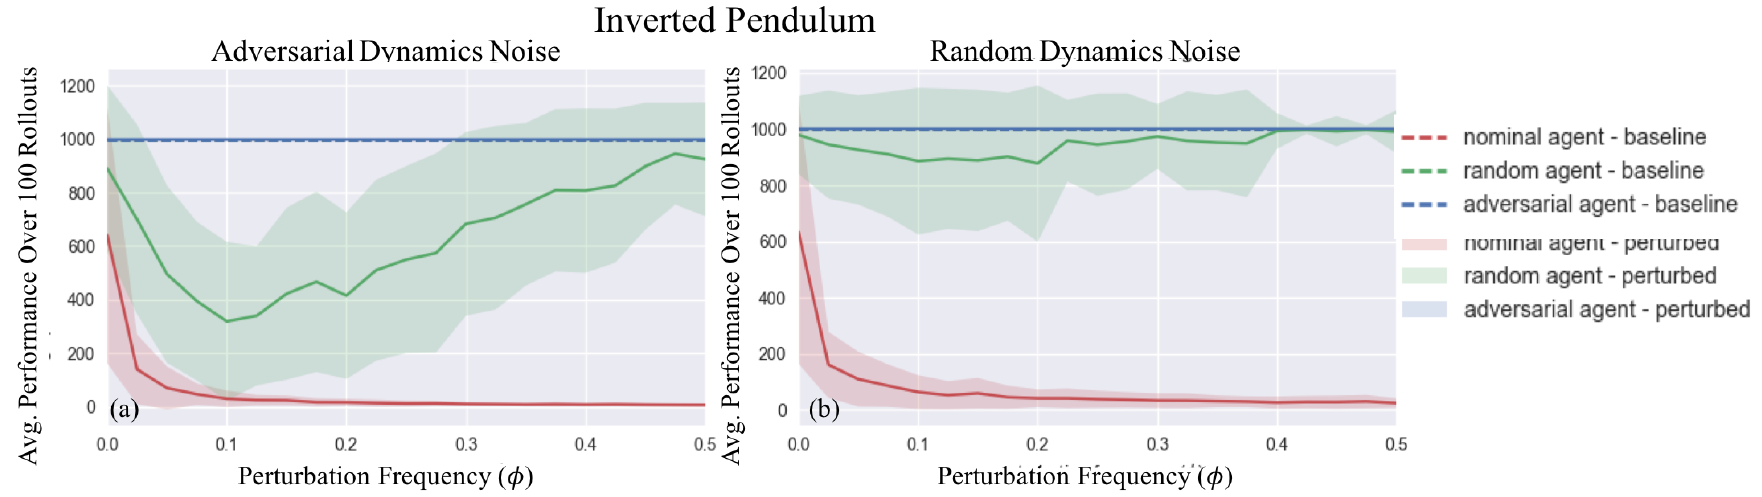 Inverted Pendulum
Adversarial Dynamics Noise
Avg. Performance Over 100 Rollouts
1200
1000
800
600
400
200
0
(a)
0.0 0.1 0.2 0.3 0.4 0.5
Perturbation Frequency (ϕ)
Random Dynamics Noise
Avg. Performance Over 100 Rollouts
1200
1000
800
600
400
200
0
(b)
0.0 0.1 0.2 0.3 0.4 0.5
Perturbation Frequency (ϕ)
nominal agent - baseline
random agent - baseline
adversarial agent - baseline
nominal agent - perturbed
random agent - perturbed
adversarial agent - perturbed